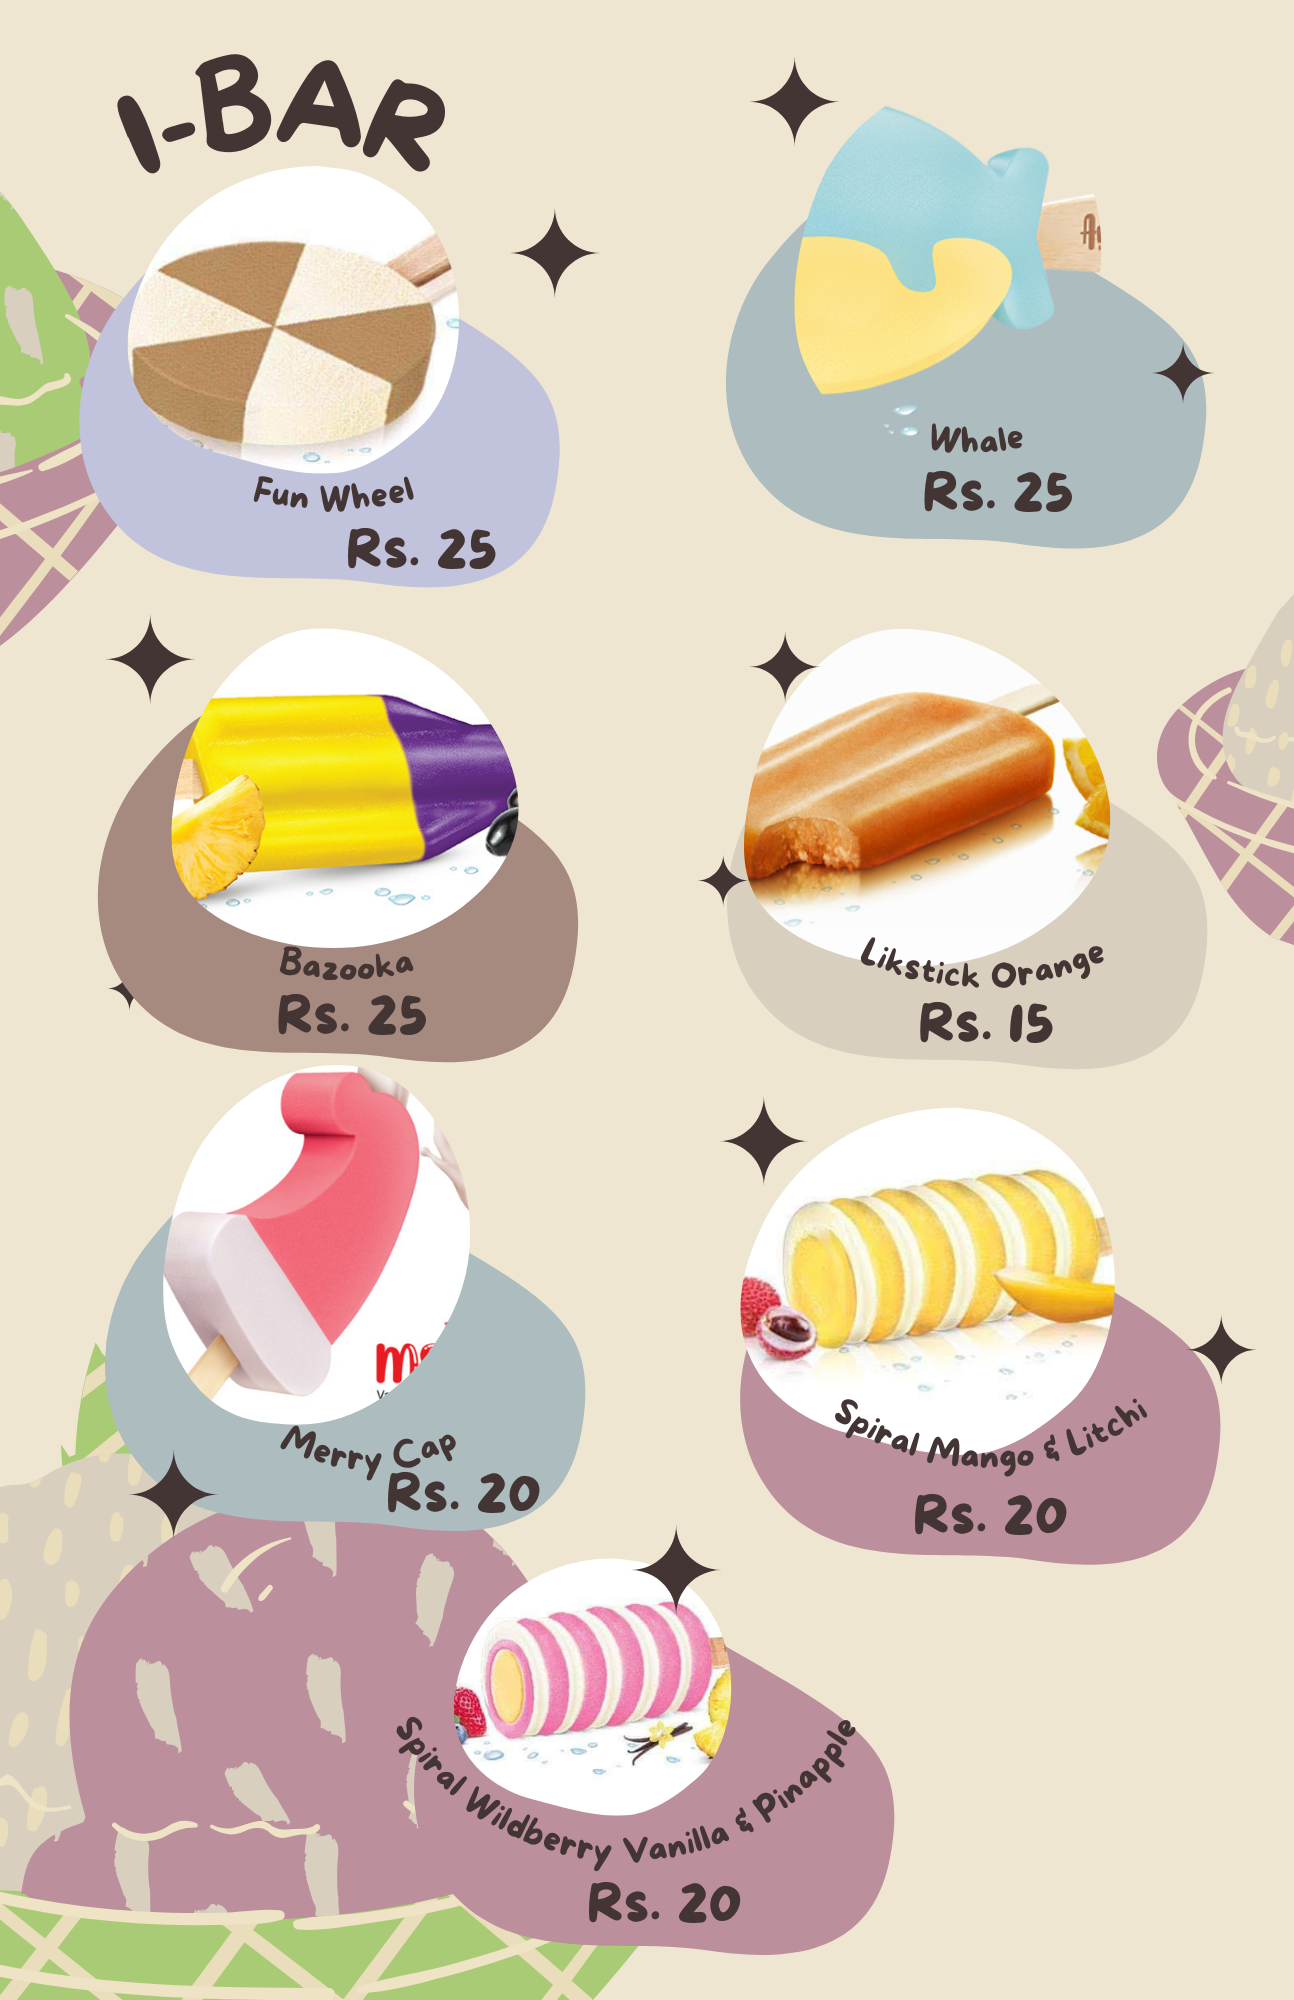 I-BAR
Fun Wheel
Rs. 25
Whale
Rs. 25
Bazooka
Rs. 25
Likstick Orange
Rs. 15
Merry Cap
Rs. 20
Spiral Mango & Litchi
Rs. 20
Spiral Wildberry Vanilla & Pinapple
Rs. 20